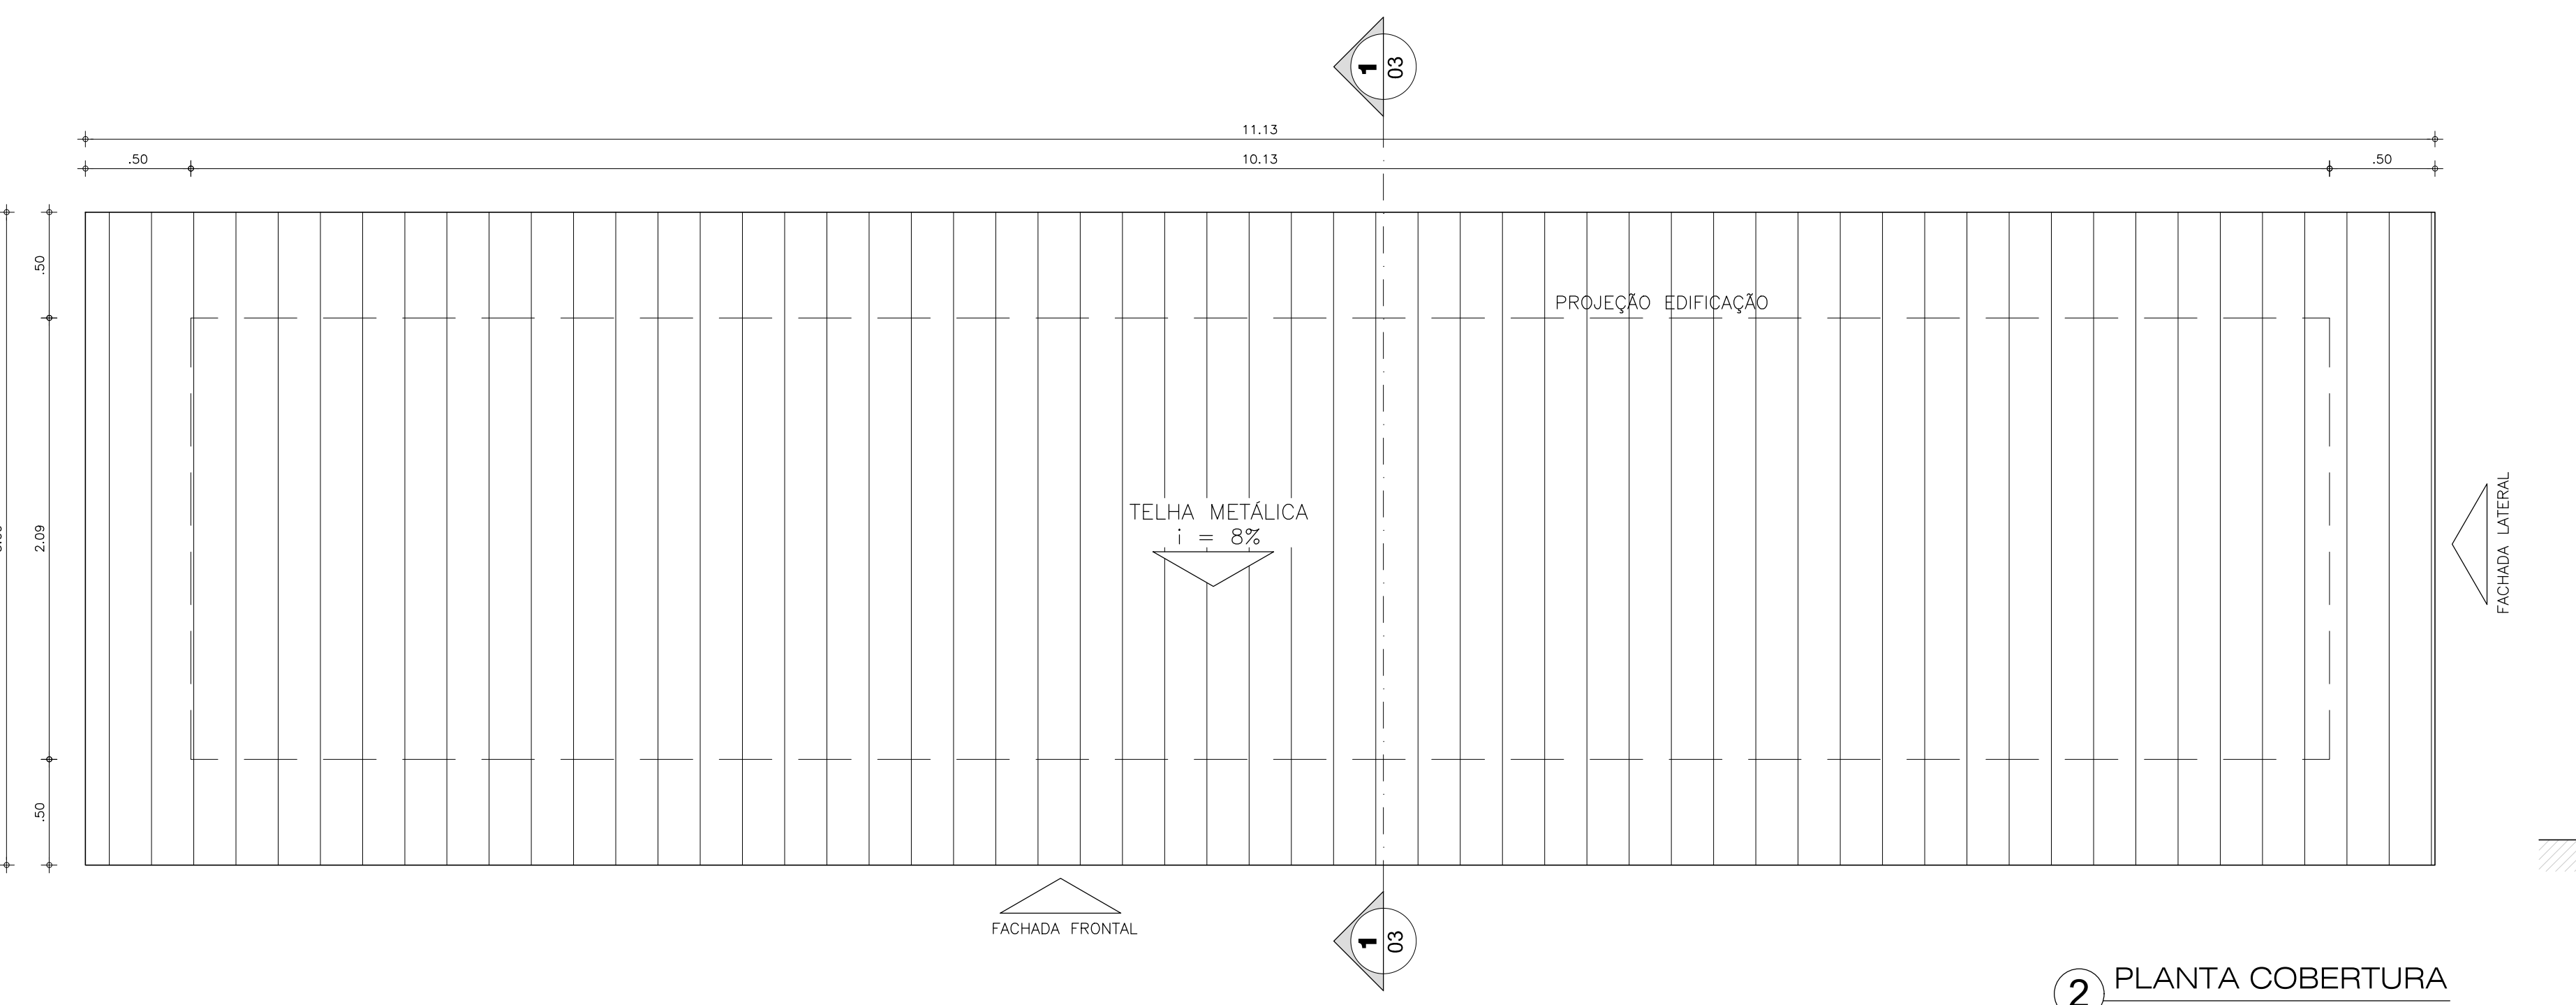 1
03
11.13
.50
10.13
.50
.50
PROJEÇÃO EDIFICAÇÃO
TELHA METÁLICA
i = 8%
2.09
FACHADA LATERAL
.50
FACHADA FRONTAL
1
03
2
PLANTA COBERTURA